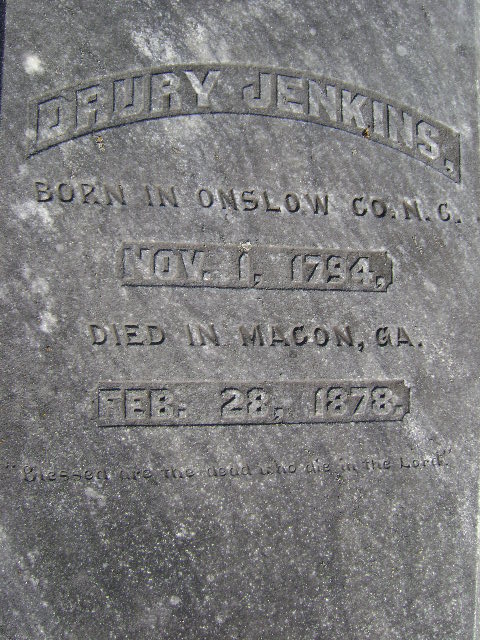 DRURY JENKINS.
BORN IN ONSLOW CO. N. C.
NOV. 1, 1794,
DIED IN MACON, GA.
FEB. 28, 1878.
"Blessed are the dead who die in the Lord."